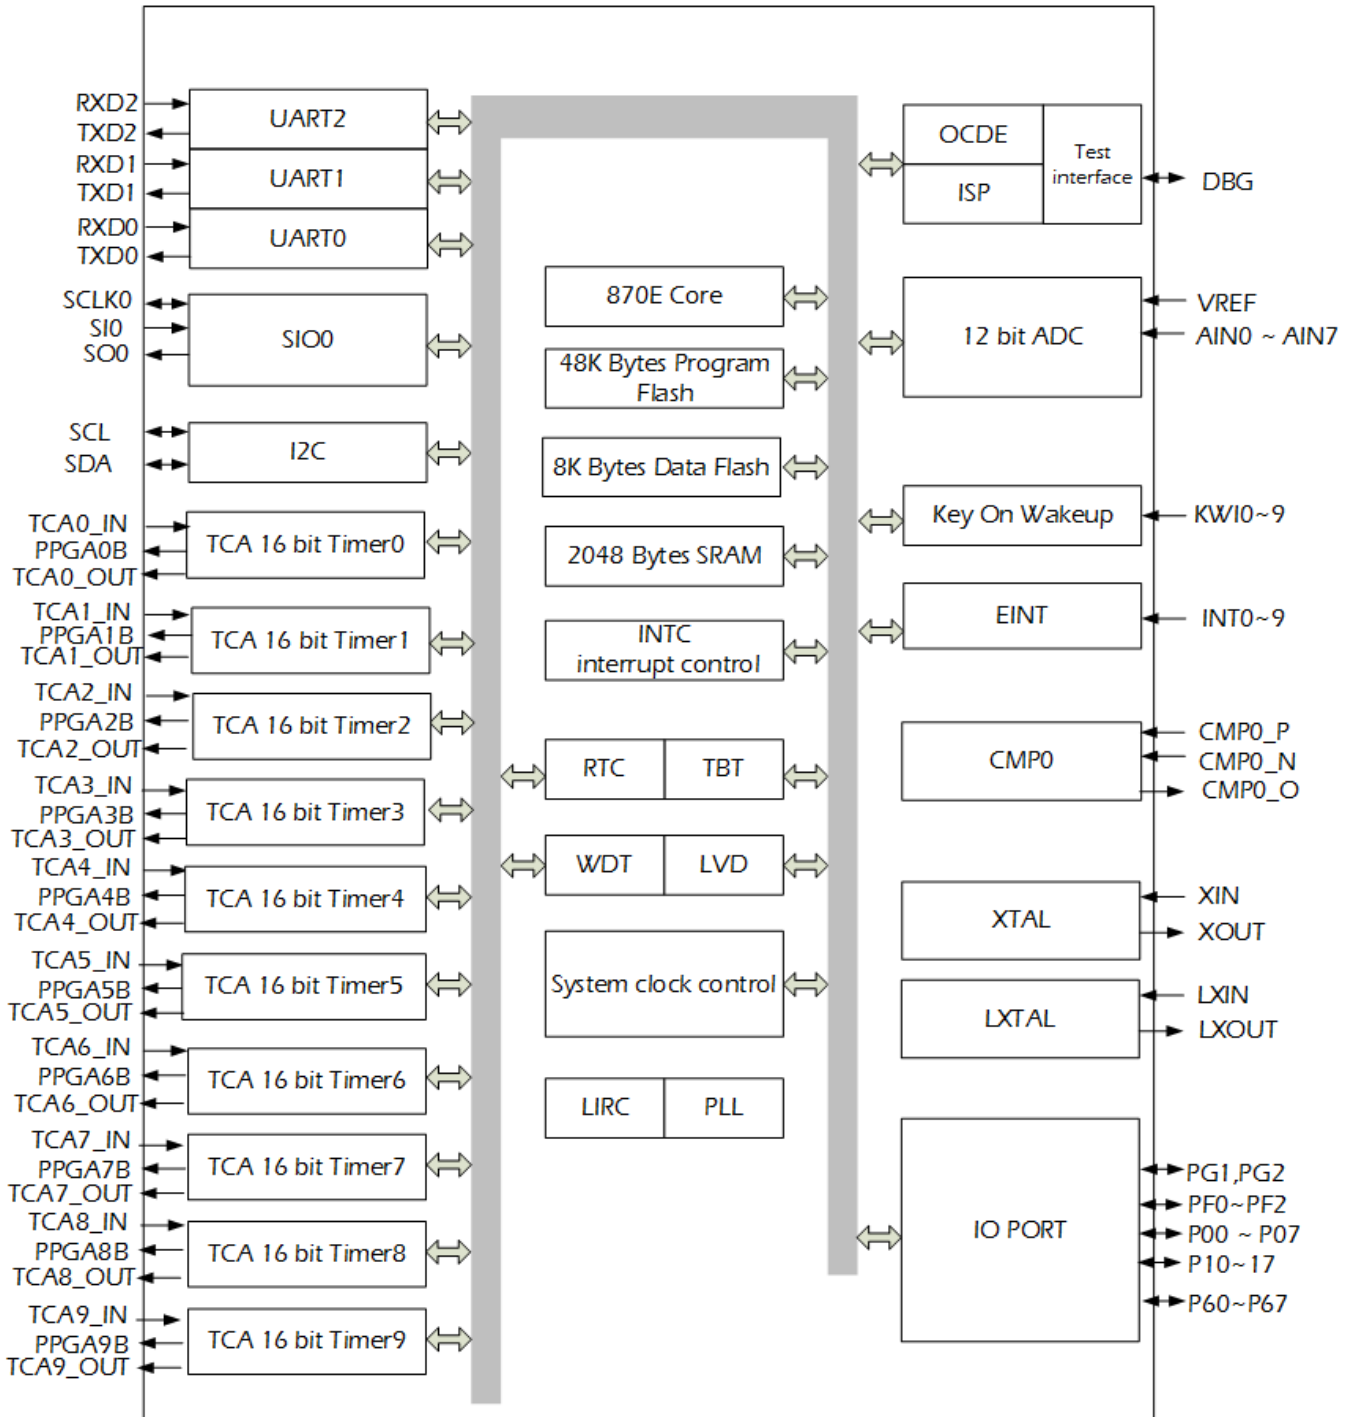 RXD2
TXD2
UART2
RXD1
TXD1
UART1
RXD0
TXD0
UART0
SCLK0
SI0
SO0
SIO0
SCL
SDA
I2C
TCA0_IN
PPGA0B
TCA0_OUT
TCA 16 bit Timer0
TCA1_IN
PPGA1B
TCA1_OUT
TCA 16 bit Timer1
TCA2_IN
PPGA2B
TCA2_OUT
TCA 16 bit Timer2
TCA3_IN
PPGA3B
TCA3_OUT
TCA 16 bit Timer3
TCA4_IN
PPGA4B
TCA4_OUT
TCA 16 bit Timer4
TCA5_IN
PPGA5B
TCA5_OUT
TCA 16 bit Timer5
TCA6_IN
PPGA6B
TCA6_OUT
TCA 16 bit Timer6
TCA7_IN
PPGA7B
TCA7_OUT
TCA 16 bit Timer7
TCA8_IN
PPGA8B
TCA8_OUT
TCA 16 bit Timer8
TCA9_IN
PPGA9B
TCA9_OUT
TCA 16 bit Timer9
870E Core
48K Bytes Program
Flash
8K Bytes Data Flash
2048 Bytes SRAM
INTC
interrupt control
RTC
TBT
WDT
LVD
System clock control
LIRC
PLL
OCDE
ISP
Test
interface
DBG
12 bit ADC
VREF
AIN0 ~ AIN7
Key On Wakeup
KWI0~9
EINT
INT0~9
CMP0
CMP0_P
CMP0_N
CMP0_O
XTAL
XIN
XOUT
LXTAL
LXIN
LXOUT
IO PORT
PG1,PG2
PF0~PF2
P00 ~ P07
P10~17
P60~P67